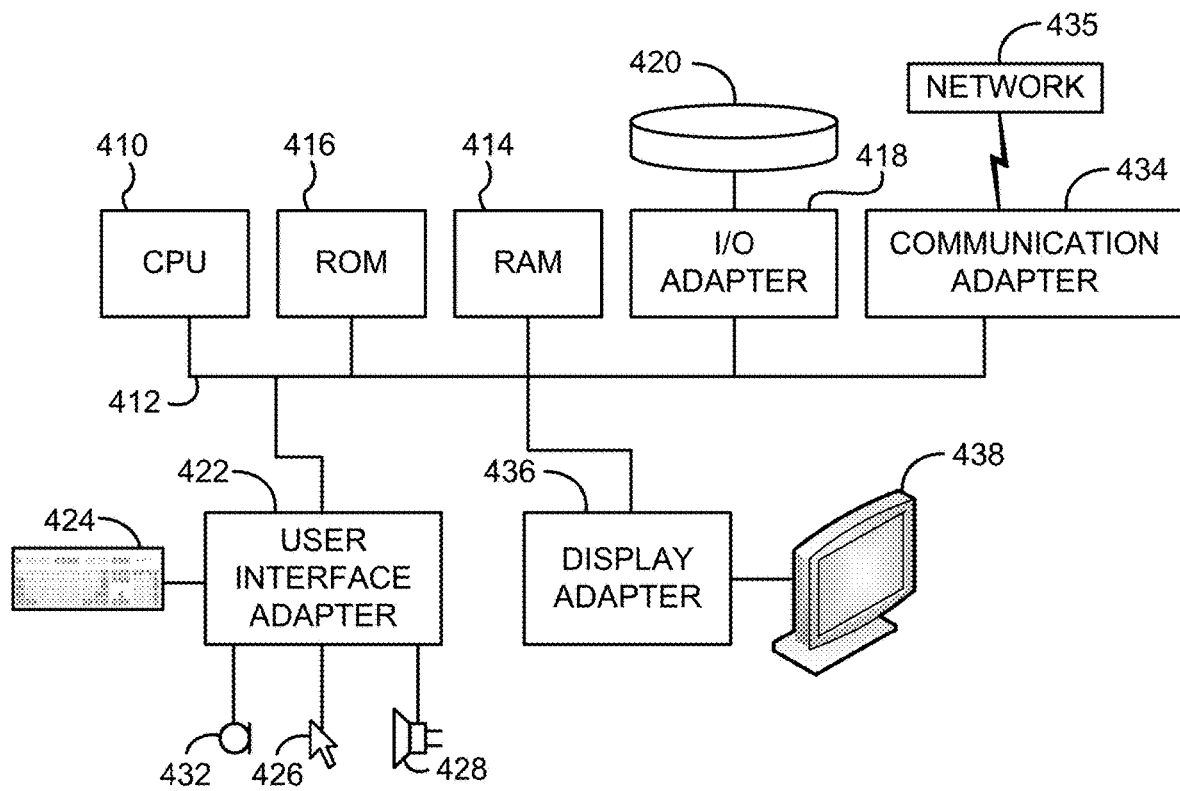 435
420
NETWORK
410
416
414
418
434
CPU
ROM
RAM
I/O
ADAPTER
COMMUNICATION
ADAPTER
412
422
436
438
424
USER
INTERFACE
ADAPTER
DISPLAY
ADAPTER
432
426
428